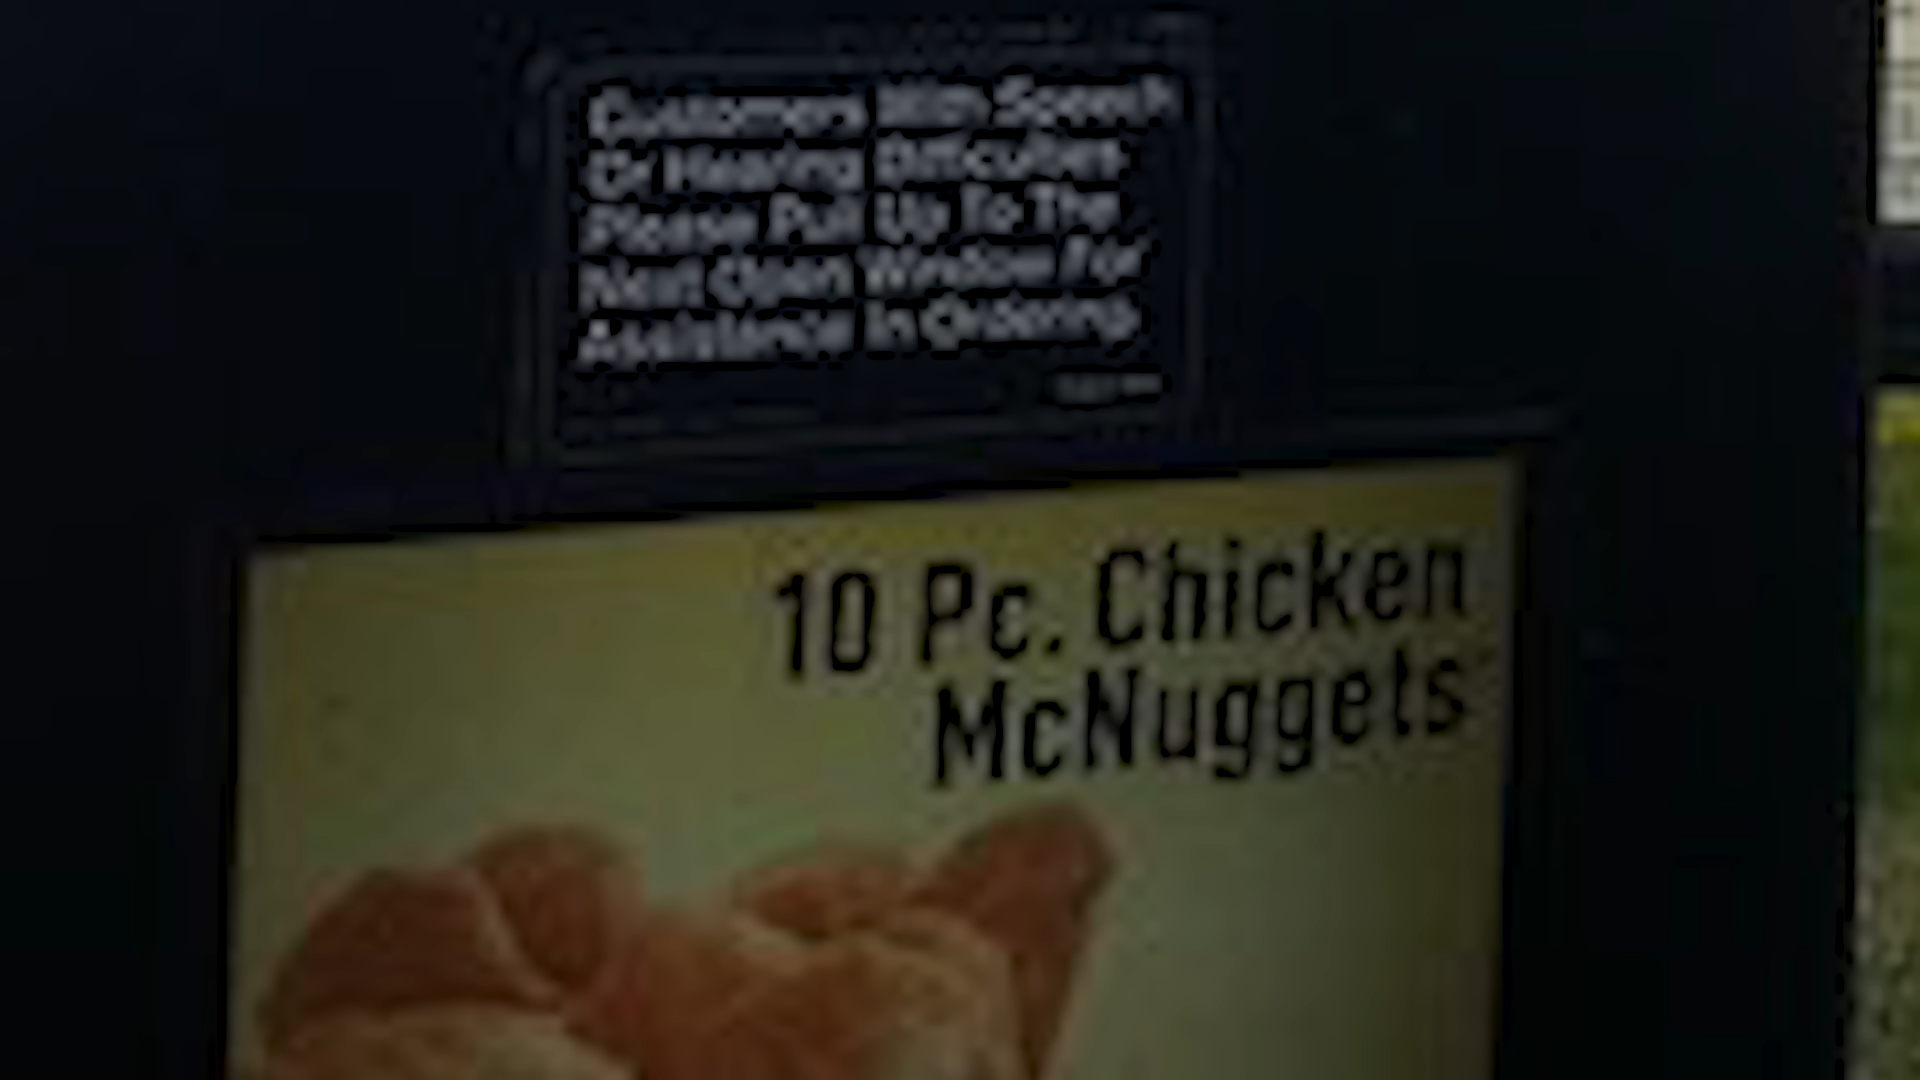 Customers With Speech
Or Hearing Difficulties
Please Pull Up To The
Next Open Window For
Assistance In Ordering.
10 Pc. Chicken
McNuggets